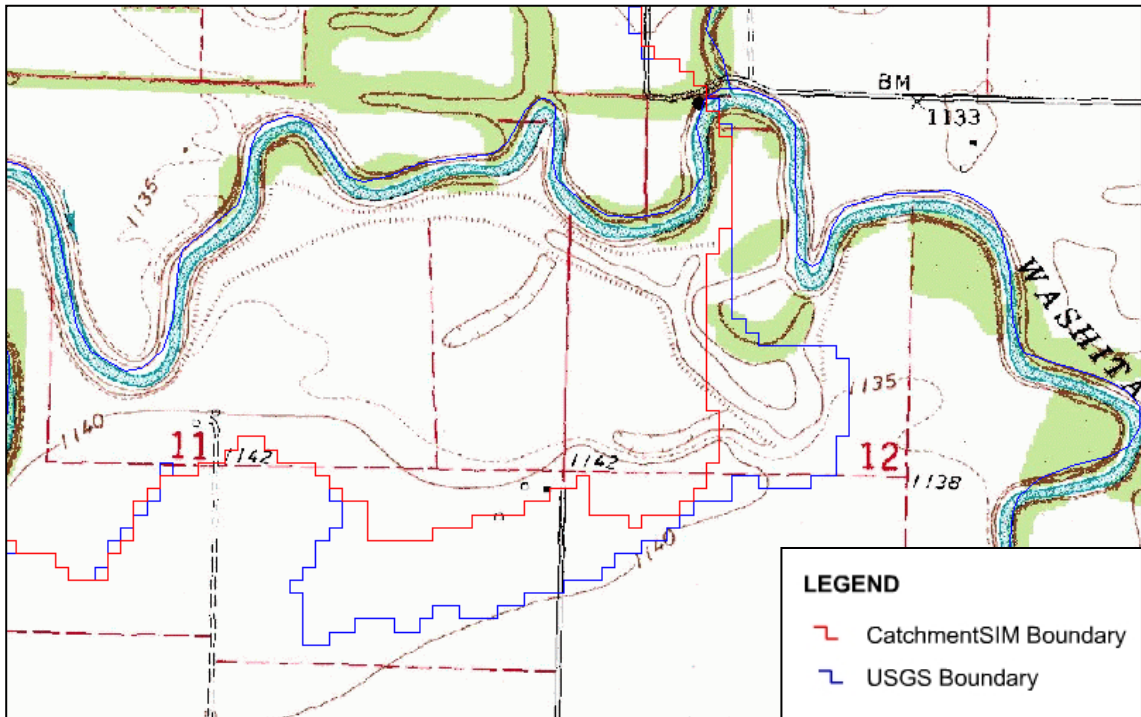 BM
1133
1135
WASHITA
1135
1140
11
1142
1142
12
1138
1140
LEGEND
CatchmentSIM Boundary
USGS Boundary